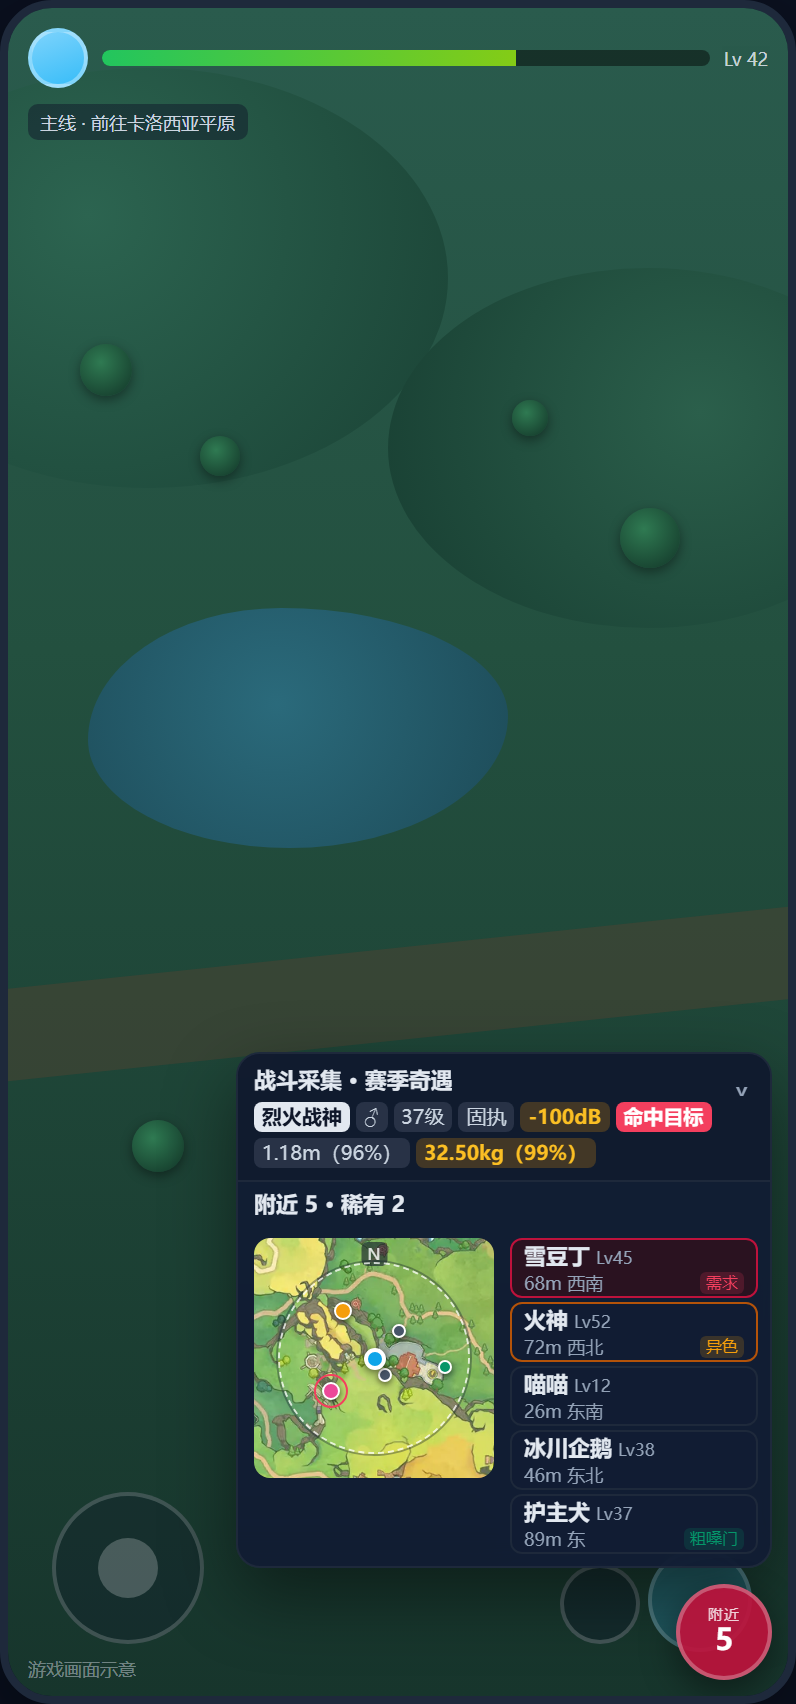 Lv 42
主线 · 前往卡洛西亚平原
战斗采集 • 赛季奇遇
v
烈火战神 ♂ 37级 固执 -100dB 命中目标
1.18m（96%） 32.50kg（99%）
附近 5 • 稀有 2
N
雪豆丁 Lv45
68m 西南 需求
火神 Lv52
72m 西北 异色
喵喵 Lv12
26m 东南
冰川企鹅 Lv38
46m 东北
护主犬 Lv37
89m 东 粗嗓门
附近
5
游戏画面示意